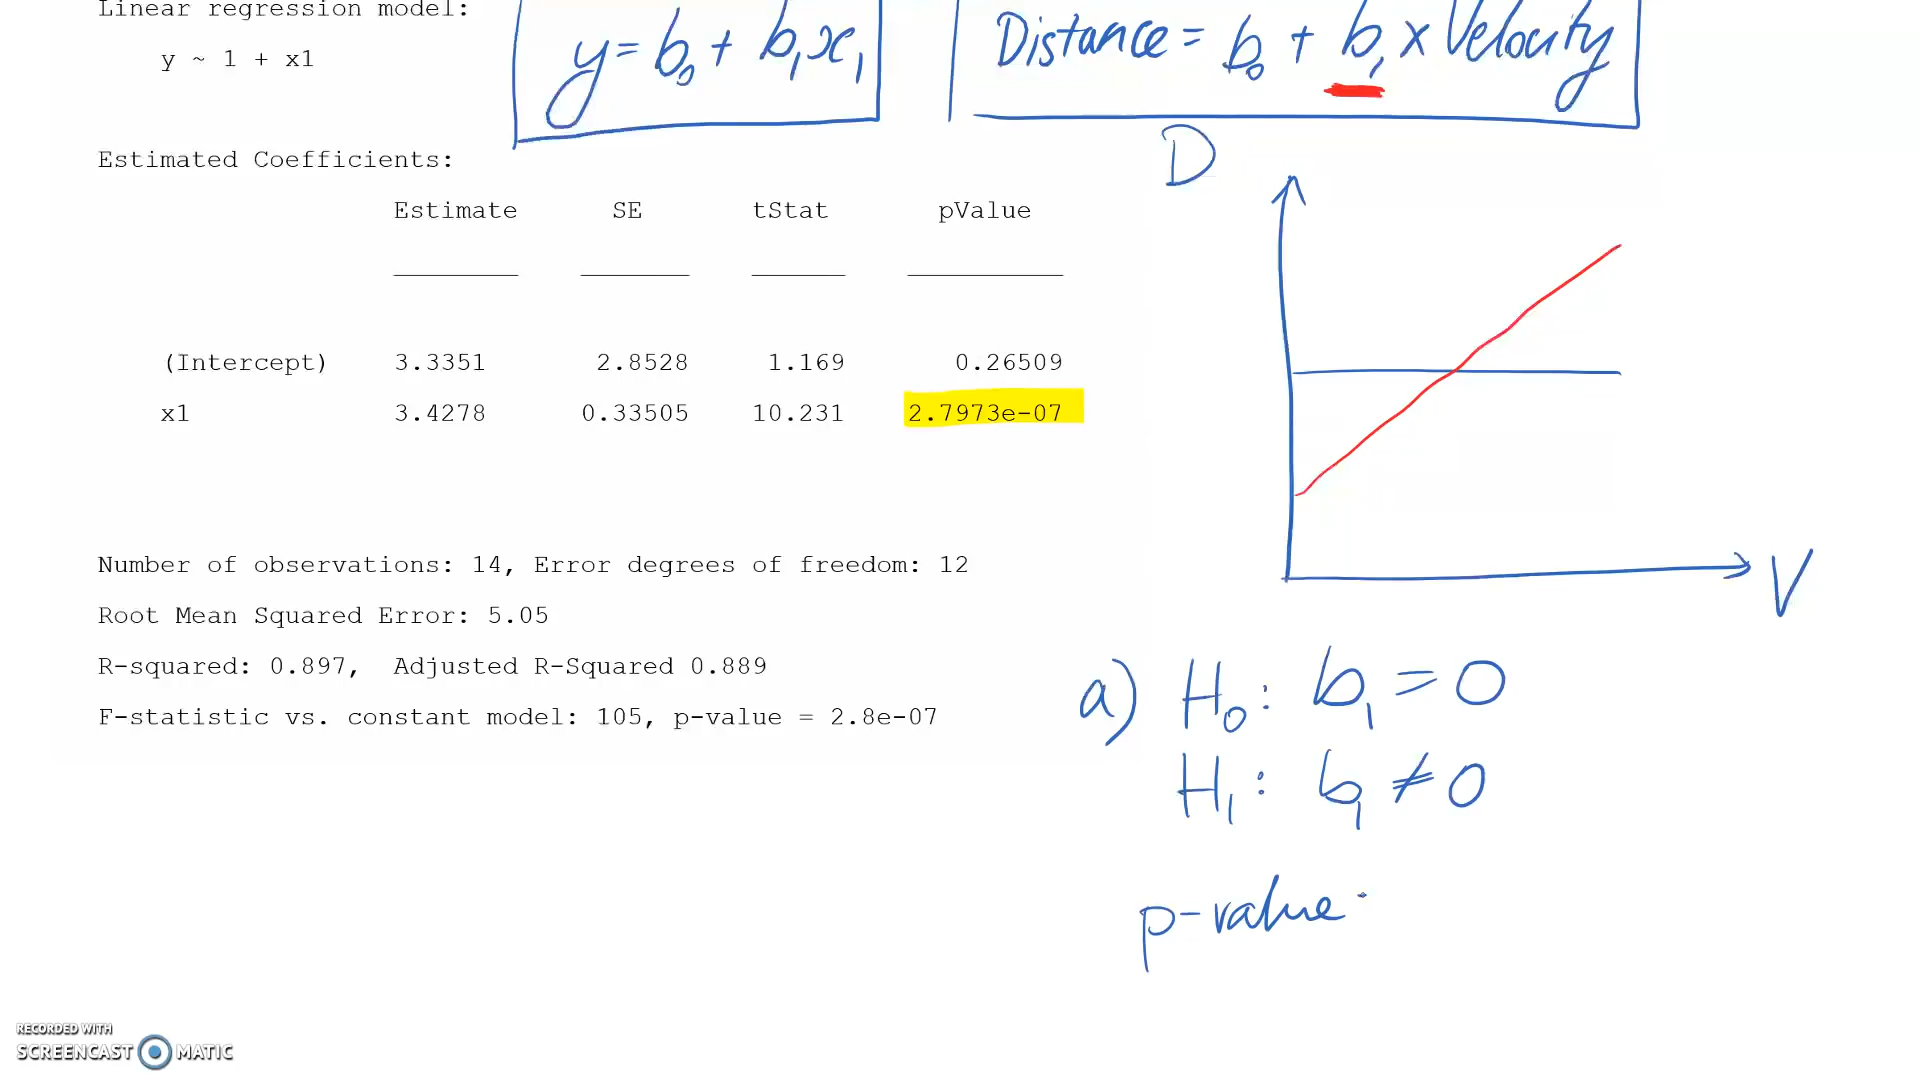 Linear regression model:
y ~ 1 + x1
y = b₀ + b₁x₁
Distance = b₀ + b₁ x Velocity
Estimated Coefficients:
Estimate SE tStat pValue
(Intercept) 3.3351 2.8528 1.169 0.26509
x1 3.4278 0.33505 10.231 2.7973e-07
Number of observations: 14, Error degrees of freedom: 12
Root Mean Squared Error: 5.05
R-squared: 0.897, Adjusted R-Squared 0.889
F-statistic vs. constant model: 105, p-value = 2.8e-07
D
V
a) H₀: b₁ = 0
H₁: b₁ ≠ 0
p-value
RECORDED WITH
SCREENCAST MATIC